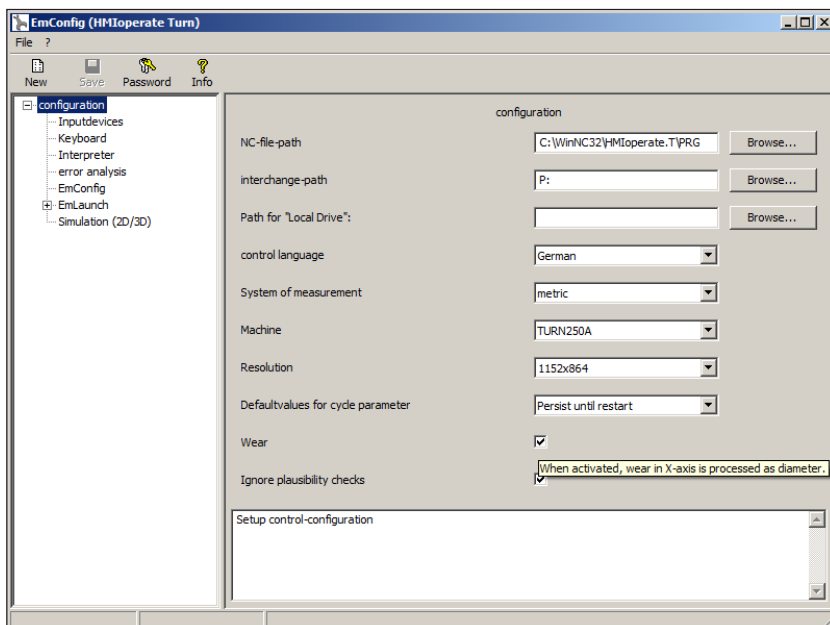 EmConfig (HMIoperate Turn)
File ?
New Save Password Info
configuration
Inputdevices
Keyboard
Interpreter
error analysis
EmConfig
EmLaunch
Simulation (2D/3D)
configuration
NC-file-path C:\WinNC32\HMIoperate.T\PRG Browse...
interchange-path P: Browse...
Path for "Local Drive": Browse...
control language German
System of measurement metric
Machine TURN250A
Resolution 1152x864
Defaultvalues for cycle parameter Persist until restart
Wear
When activated, wear in X-axis is processed as diameter.
Ignore plausibility checks
Setup control-configuration